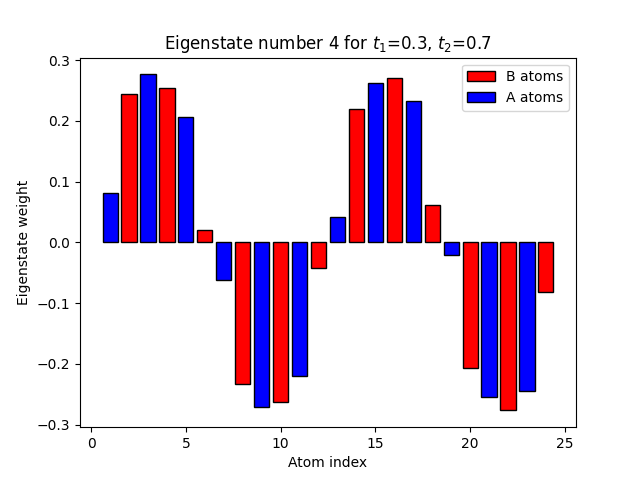 Eigenstate number 4 for t₁=0.3, t₂=0.7
B atoms
A atoms
Eigenstate weight
0.3
0.2
0.1
0.0
−0.1
−0.2
−0.3
0 5 10 15 20 25
Atom index